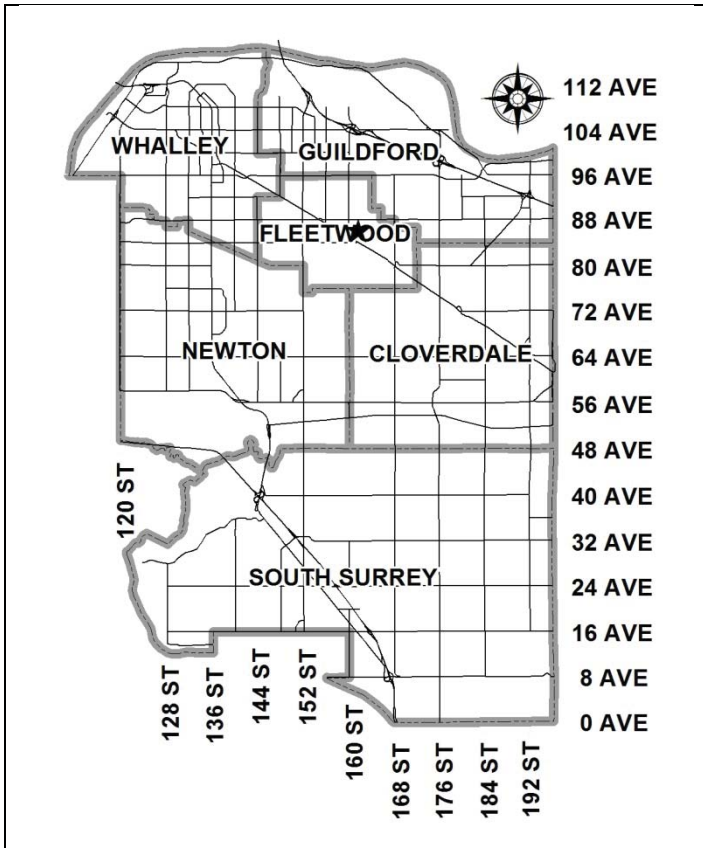 112 AVE
104 AVE
WHALLEY
GUILDFORD
96 AVE
88 AVE
FLEETWOOD
80 AVE
72 AVE
NEWTON
CLOVERDALE
64 AVE
56 AVE
48 AVE
120 ST
40 AVE
32 AVE
SOUTH SURREY
24 AVE
16 AVE
128 ST
136 ST
144 ST
152 ST
160 ST
8 AVE
0 AVE
168 ST
176 ST
184 ST
192 ST